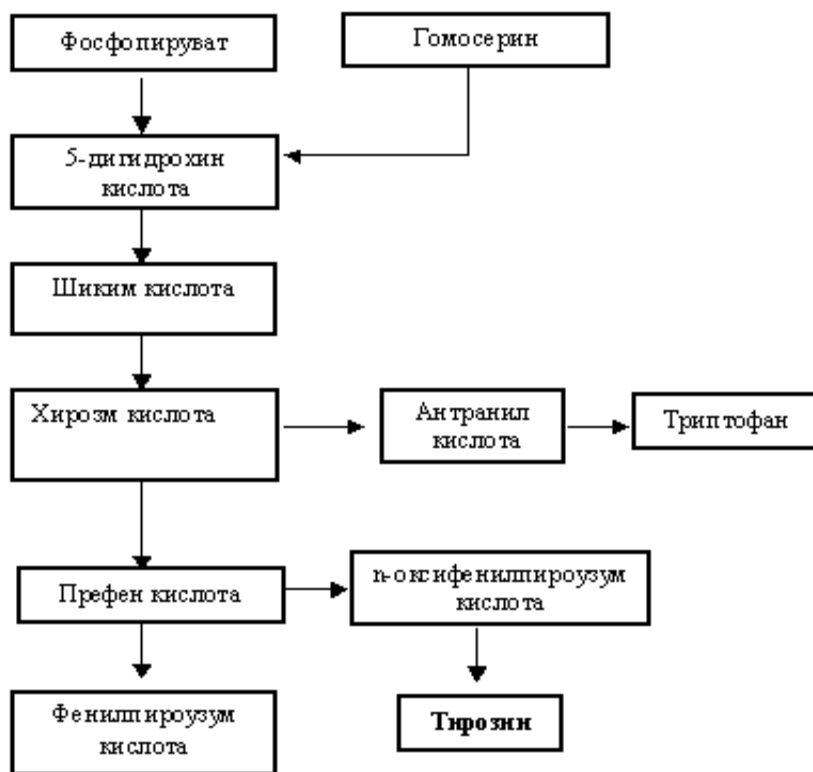 Фосфопируват
Гомосерин
5-дигидрохин
кислота
Шиким кислота
Хирозм кислота
Антранил
кислота
Триптофан
Префен кислота
n-оксифенилпироузум
кислота
Фенилпироузум
кислота
Тирозин